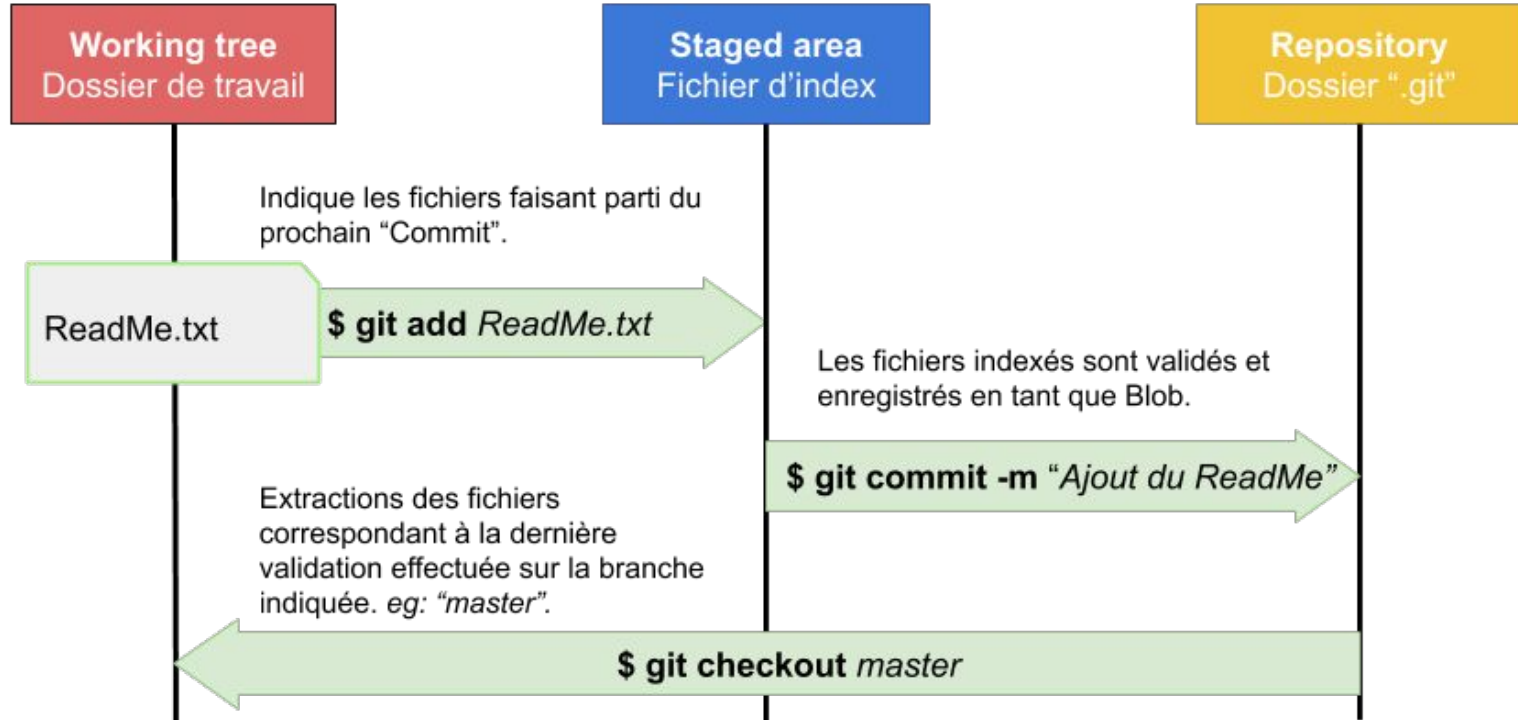 Working tree
Dossier de travail
Staged area
Fichier d’index
Repository
Dossier “.git”
Indique les fichiers faisant parti du
prochain “Commit”.
ReadMe.txt
$ git add ReadMe.txt
Les fichiers indexés sont validés et
enregistrés en tant que Blob.
$ git commit -m “Ajout du ReadMe”
Extractions des fichiers
correspondant à la dernière
validation effectuée sur la branche
indiquée. eg: “master”.
$ git checkout master